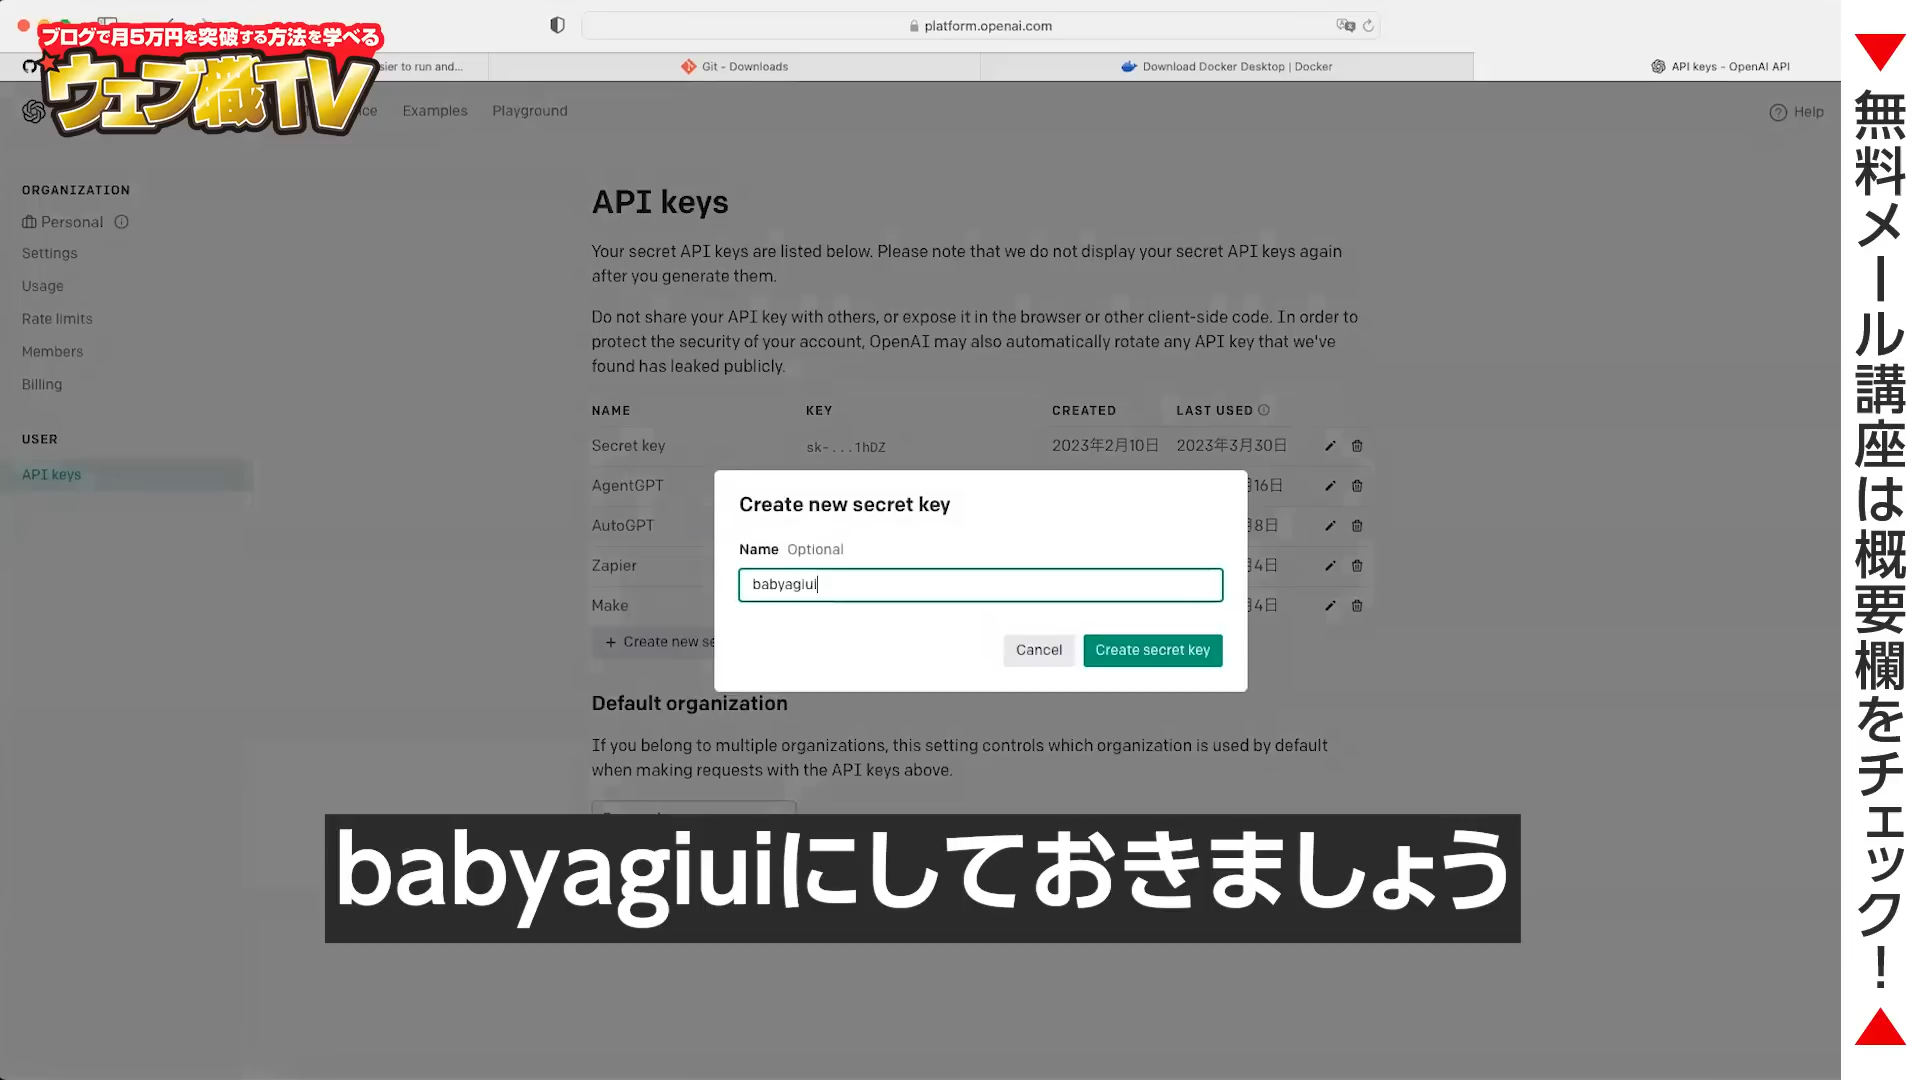 platform.openai.com
ブログで月5万円を突破する方法を学べる
ウェブ職TV
sier to run and...
Git - Downloads
Download Docker Desktop | Docker
API keys - OpenAI API
Examples
Playground
Help
ORGANIZATION
Personal
Settings
Usage
Rate limits
Members
Billing
USER
API keys
API keys
Your secret API keys are listed below. Please note that we do not display your secret API keys again
after you generate them.
Do not share your API key with others, or expose it in the browser or other client-side code. In order to
protect the security of your account, OpenAI may also automatically rotate any API key that we've
found has leaked publicly.
NAME KEY CREATED LAST USED
Secret key sk-...1hDZ 2023年2月10日 2023年3月30日
AgentGPT 16日
AutoGPT 8日
Zapier 4日
Make 4日
+ Create new se
Create new secret key
Name Optional
babyagiui
Cancel
Create secret key
Default organization
If you belong to multiple organizations, this setting controls which organization is used by default
when making requests with the API keys above.
babyagiuiにしておきましょう
▼無料メール講座は概要欄をチェック!▲